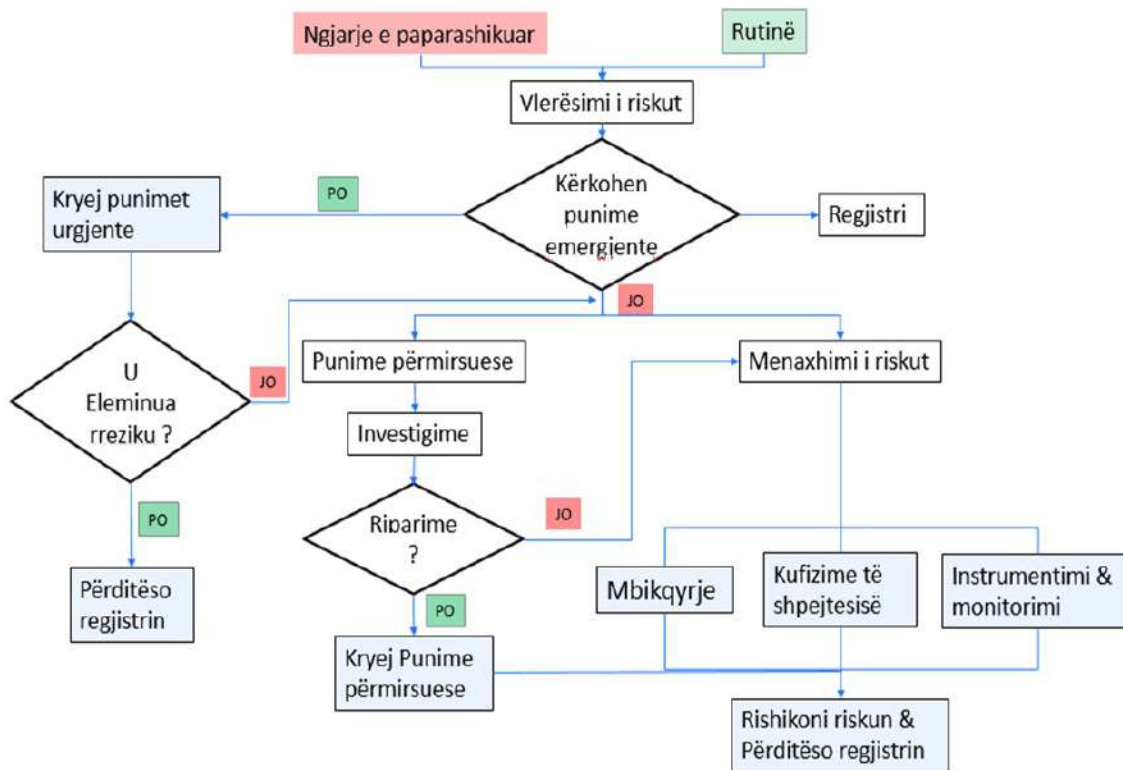 Ngjarje e paparashikuar
Rutinë
Vlerësimi i riskut
Kërkohen
punime
emergjente
PO
Kryej punimet
urgjente
Regjistri
JO
U
Eleminua
rreziku ?
JO
Punime përmirsuese
Menaxhimi i riskut
Investigime
PO
Riparime
?
JO
Përditëso
regjistrin
Mbikqyrje
Kufizime të
shpejtesisë
Instrumentimi &
monitorimi
PO
Kryej Punime
përmirsuese
Rishikoni riskun &
Përditëso regjistrin